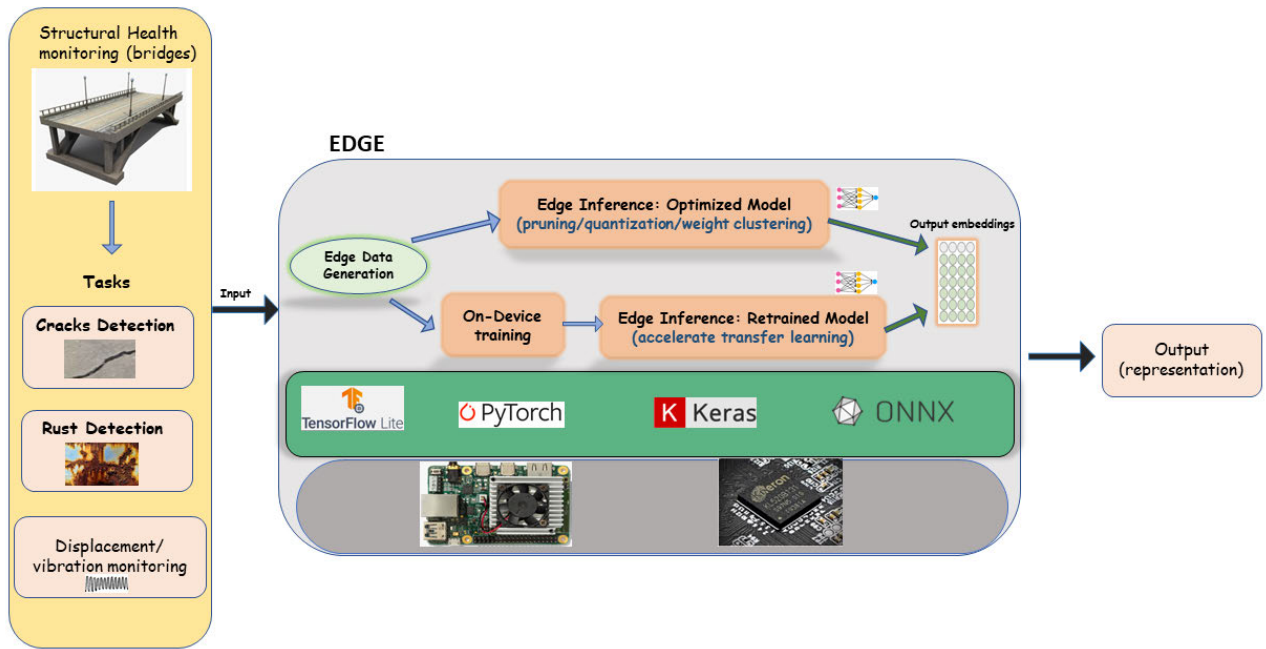 Structural Health
monitoring (bridges)
Tasks
Cracks Detection
Rust Detection
Displacement/
vibration monitoring
Input
EDGE
Edge Data
Generation
Edge Inference: Optimized Model
(pruning/quantization/weight clustering)
On-Device
training
Edge Inference: Retrained Model
(accelerate transfer learning)
Output embeddings
TensorFlow Lite
PyTorch
K Keras
ONNX
Output
(representation)